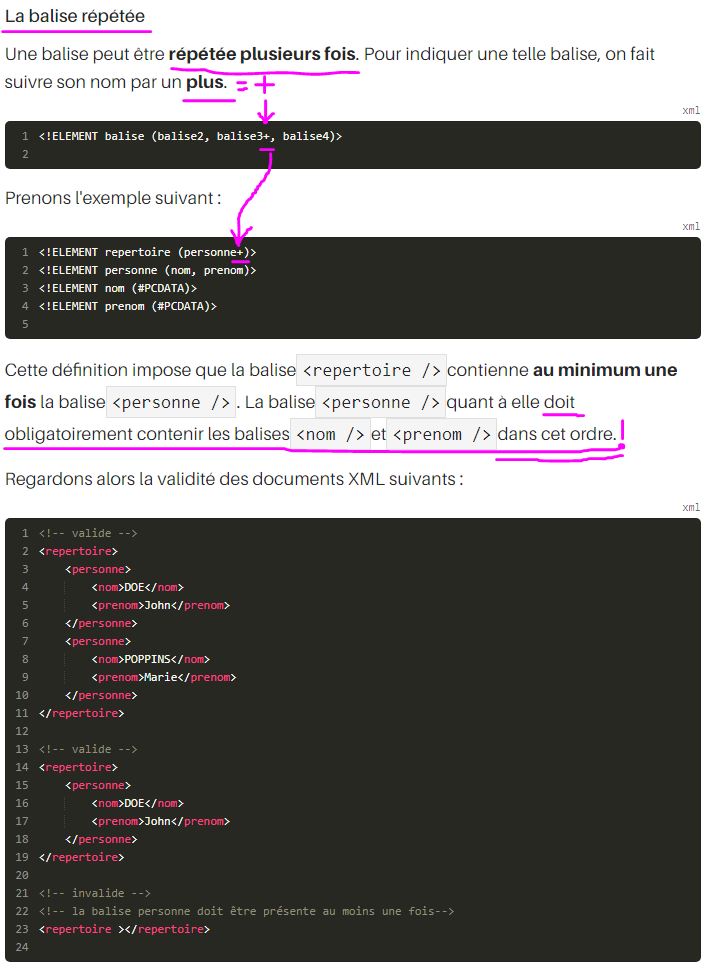 La balise répétée
Une balise peut être répétée plusieurs fois. Pour indiquer une telle balise, on fait
suivre son nom par un plus. = +
xml
1 <!ELEMENT balise (balise2, balise3+, balise4)>
2
Prenons l'exemple suivant :
xml
1 <!ELEMENT repertoire (personne+)>
2 <!ELEMENT personne (nom, prenom)>
3 <!ELEMENT nom (#PCDATA)>
4 <!ELEMENT prenom (#PCDATA)>
5
Cette définition impose que la balise <repertoire /> contienne au minimum une
fois la balise <personne /> . La balise <personne /> quant à elle doit
obligatoirement contenir les balises <nom /> et <prenom /> dans cet ordre. !
Regardons alors la validité des documents XML suivants :
xml
1 <!-- valide -->
2 <repertoire>
3 <personne>
4 <nom>DOE</nom>
5 <prenom>John</prenom>
6 </personne>
7 <personne>
8 <nom>POPPINS</nom>
9 <prenom>Marie</prenom>
10 </personne>
11 </repertoire>
12
13 <!-- valide -->
14 <repertoire>
15 <personne>
16 <nom>DOE</nom>
17 <prenom>John</prenom>
18 </personne>
19 </repertoire>
20
21 <!-- invalide -->
22 <!-- la balise personne doit être présente au moins une fois-->
23 <repertoire ></repertoire>
24